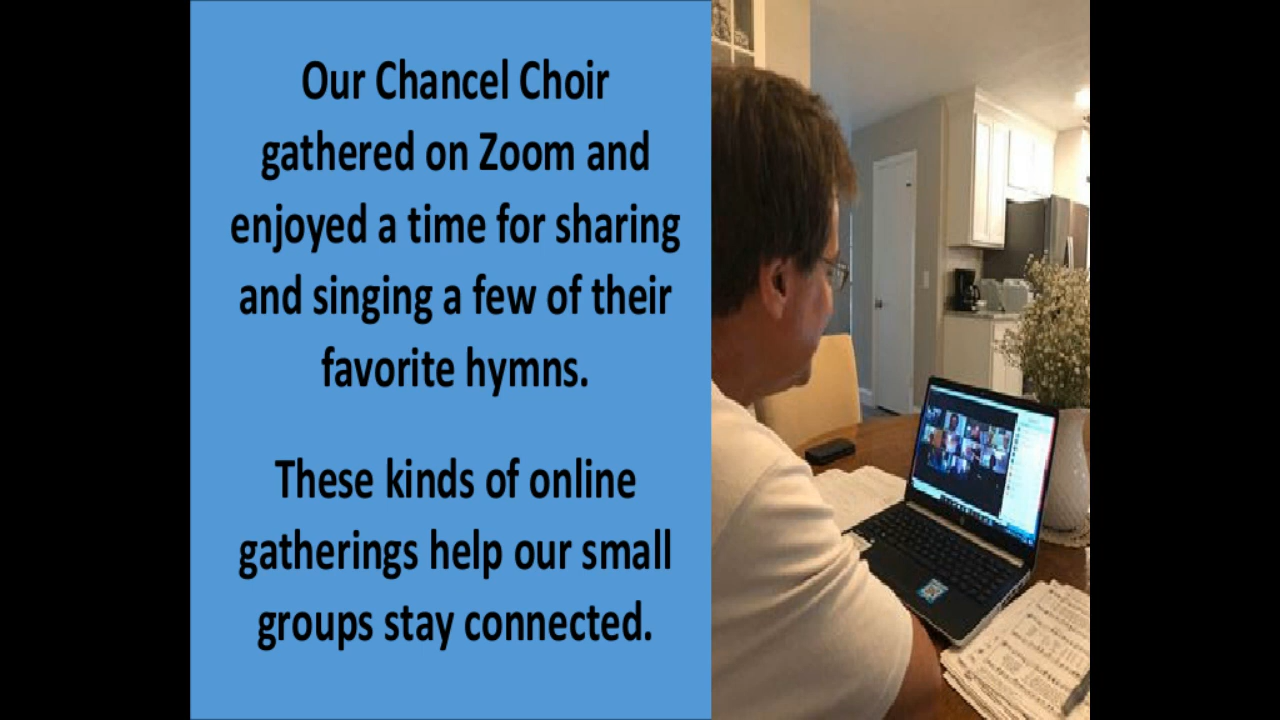 Our Chancel Choir
gathered on Zoom and
enjoyed a time for sharing
and singing a few of their
favorite hymns.
These kinds of online
gatherings help our small
groups stay connected.